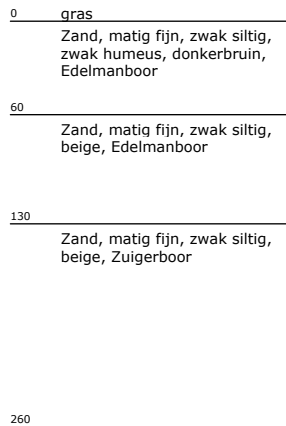 0 gras
Zand, matig fijn, zwak siltig,
zwak humeus, donkerbruin,
Edelmanboor
60
Zand, matig fijn, zwak siltig,
beige, Edelmanboor
130
Zand, matig fijn, zwak siltig,
beige, Zuigerboor
260